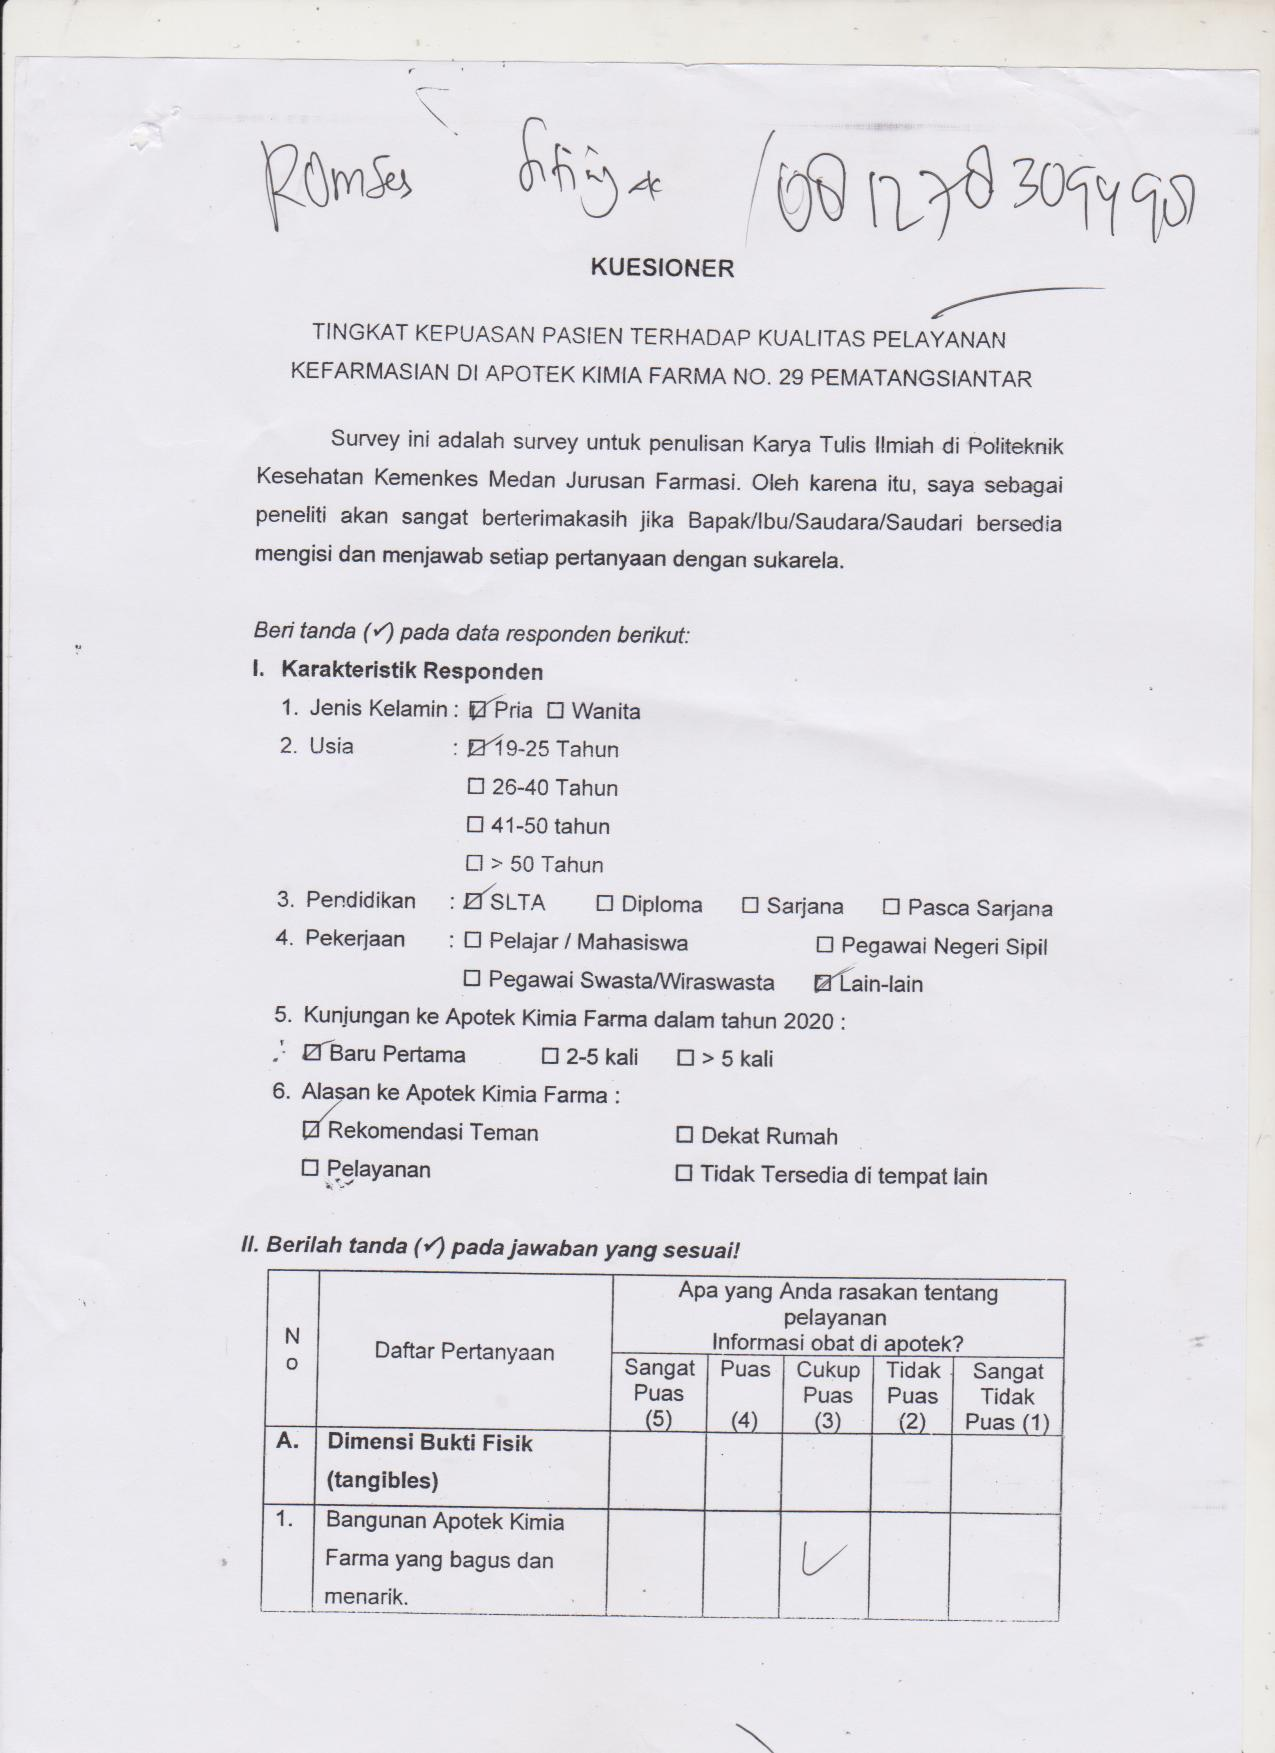 Romses
KUESIONER
TINGKAT KEPUASAN PASIEN TERHADAP KUALITAS PELAYANAN
KEFARMASIAN DI APOTEK KIMIA FARMA NO. 29 PEMATANGSIANTAR
Survey ini adalah survey untuk penulisan Karya Tulis Ilmiah di Politeknik
Kesehatan Kemenkes Medan Jurusan Farmasi. Oleh karena itu, saya sebagai
peneliti akan sangat berterimakasih jika Bapak/Ibu/Saudara/Saudari bersedia
mengisi dan menjawab setiap pertanyaan dengan sukarela.
Beri tanda (✓) pada data responden berikut:
I. Karakteristik Responden
1. Jenis Kelamin : ☑ Pria ☐ Wanita
2. Usia : ☑ 19-25 Tahun
☐ 26-40 Tahun
☐ 41-50 tahun
☐ > 50 Tahun
3. Pendidikan : ☑ SLTA ☐ Diploma ☐ Sarjana ☐ Pasca Sarjana
4. Pekerjaan : ☐ Pelajar / Mahasiswa ☐ Pegawai Negeri Sipil
☐ Pegawai Swasta/Wiraswasta ☑ Lain-lain
5. Kunjungan ke Apotek Kimia Farma dalam tahun 2020 :
☑ Baru Pertama ☐ 2-5 kali ☐ > 5 kali
6. Alasan ke Apotek Kimia Farma :
☑ Rekomendasi Teman ☐ Dekat Rumah
☐ Pelayanan ☐ Tidak Tersedia di tempat lain
II. Berilah tanda (✓) pada jawaban yang sesuai!
N
o
Daftar Pertanyaan
Apa yang Anda rasakan tentang
pelayanan
Informasi obat di apotek?
Sangat Puas (5)
Puas (4)
Cukup Puas (3)
Tidak Puas (2)
Sangat Tidak Puas (1)
A. Dimensi Bukti Fisik
(tangibles)
1. Bangunan Apotek Kimia
Farma yang bagus dan ✓
menarik.